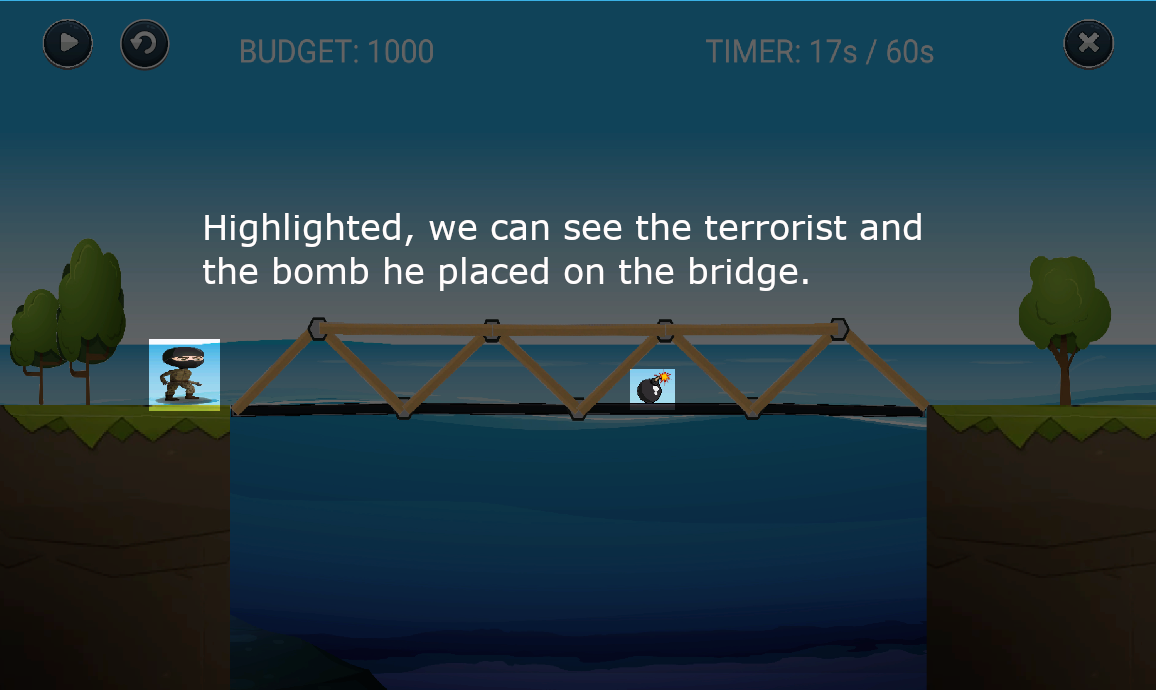 BUDGET: 1000
TIMER: 17s / 60s
Highlighted, we can see the terrorist and
the bomb he placed on the bridge.